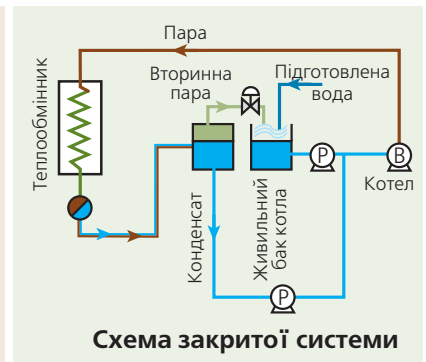 Пара
Вторинна
пара
Підготовлена
вода
Теплообмінник
P
B
Котел
Конденсат
Живильний
бак котла
P
Схема закритої системи